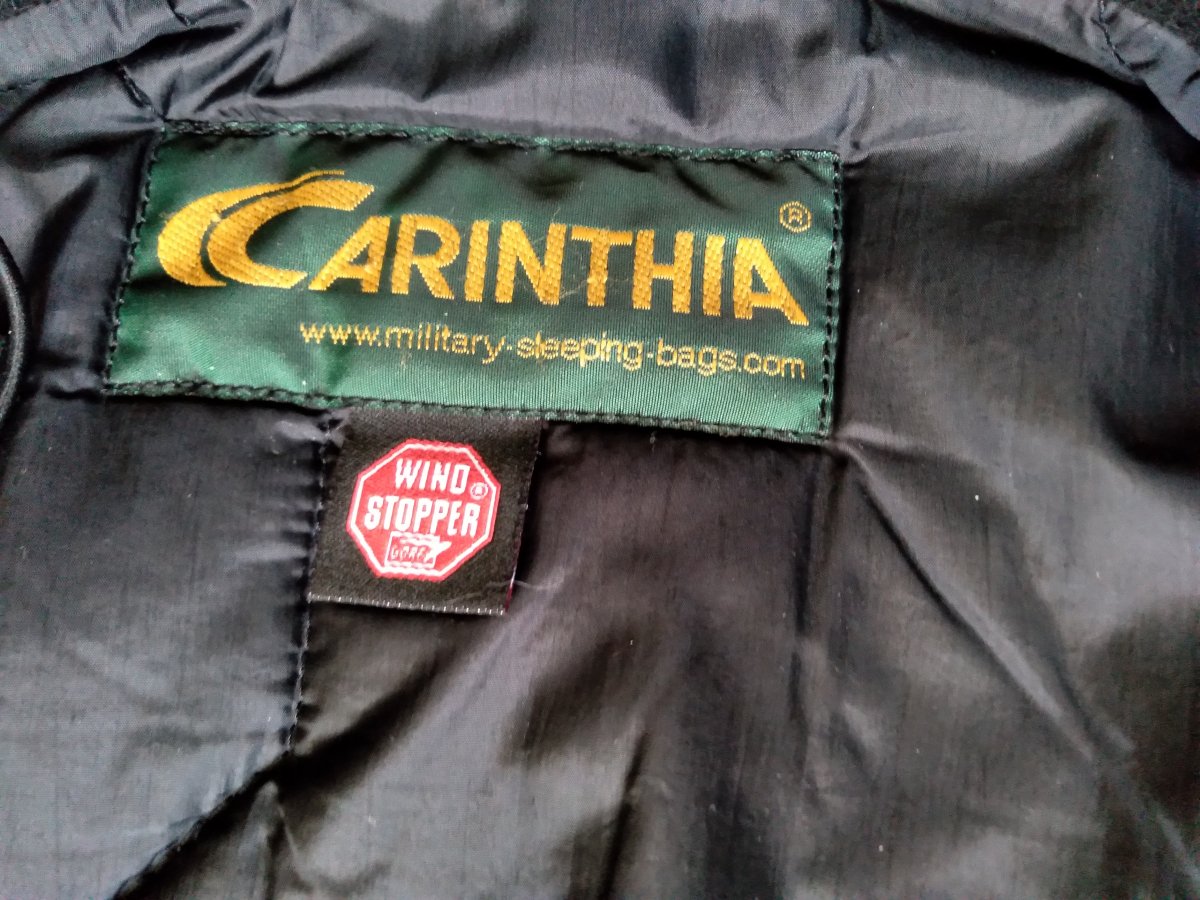 CARINTHIA ®
www.military-sleeping-bags.com
WIND
STOPPER ®
GORE